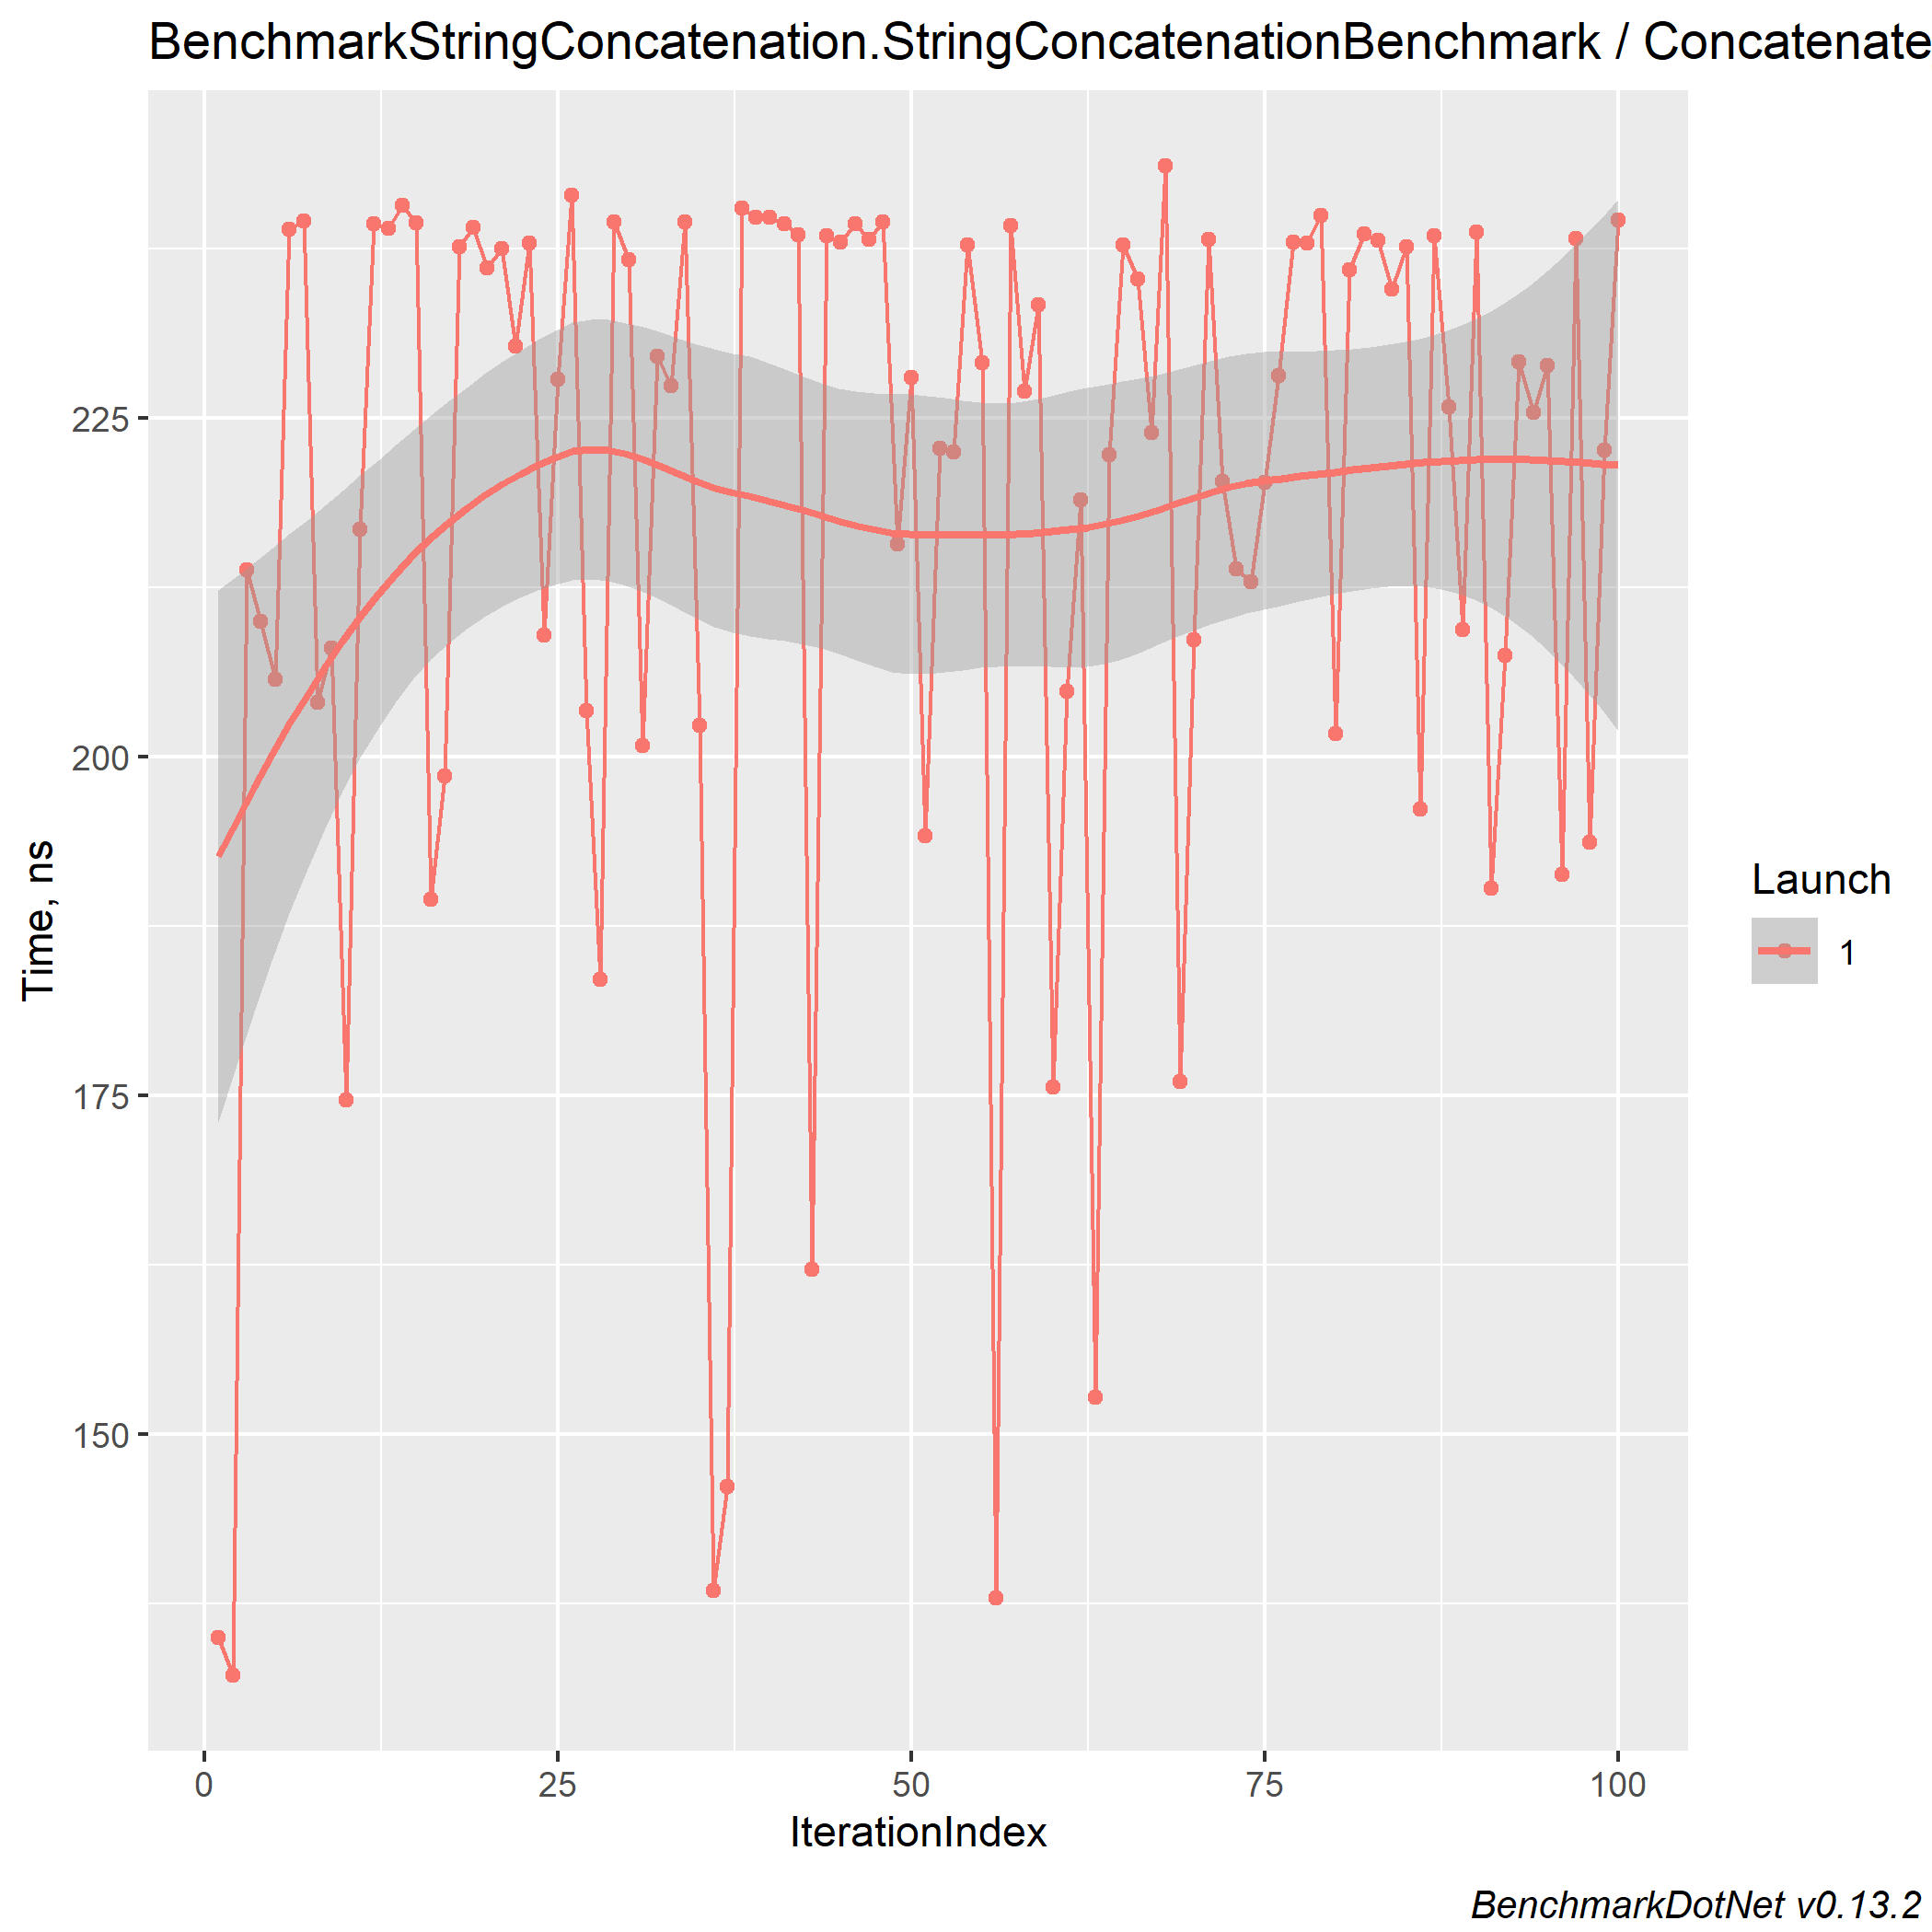 BenchmarkStringConcatenation.StringConcatenationBenchmark / Concatenate
225
200
175
150
Time, ns
0 25 50 75 100
IterationIndex
Launch
1
BenchmarkDotNet v0.13.2